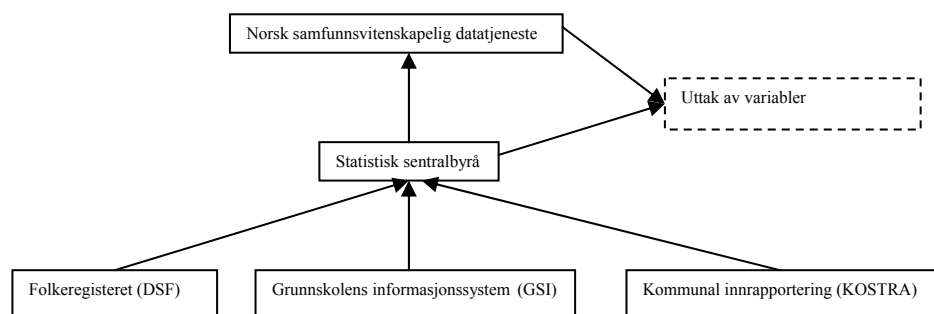 Norsk samfunnsvitenskapelig datatjeneste
Uttak av variabler
Statistisk sentralbyrå
Folkeregisteret (DSF)
Grunnskolens informasjonssystem (GSI)
Kommunal innrapportering (KOSTRA)